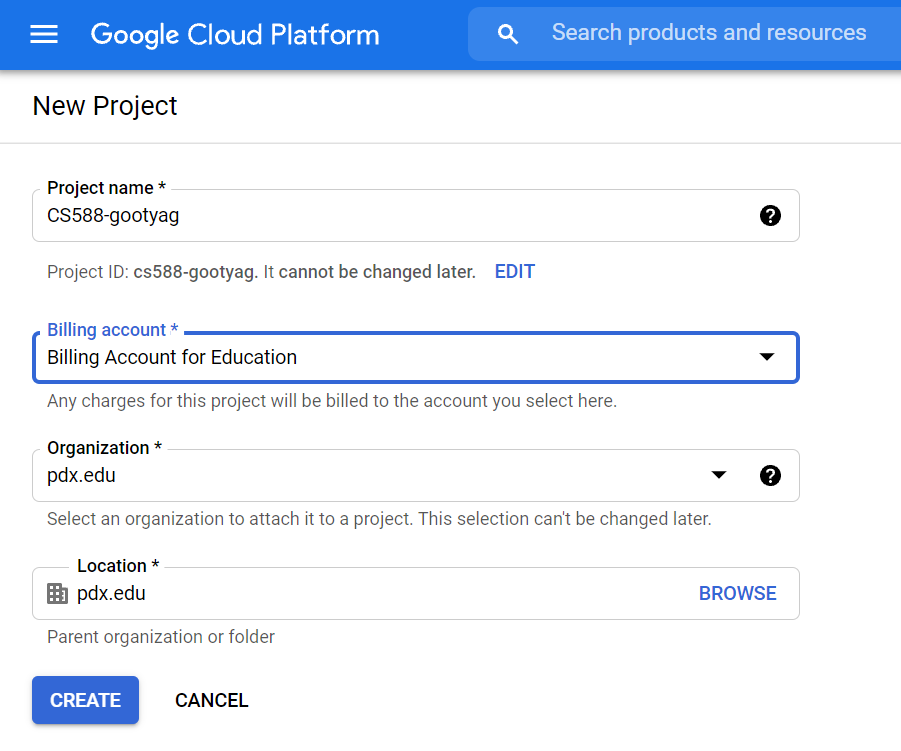 Google Cloud Platform
Search products and resources
New Project
Project name *
CS588-gootyag
Project ID: cs588-gootyag. It cannot be changed later. EDIT
Billing account *
Billing Account for Education
Any charges for this project will be billed to the account you select here.
Organization *
pdx.edu
Select an organization to attach it to a project. This selection can't be changed later.
Location *
pdx.edu BROWSE
Parent organization or folder
CREATE CANCEL